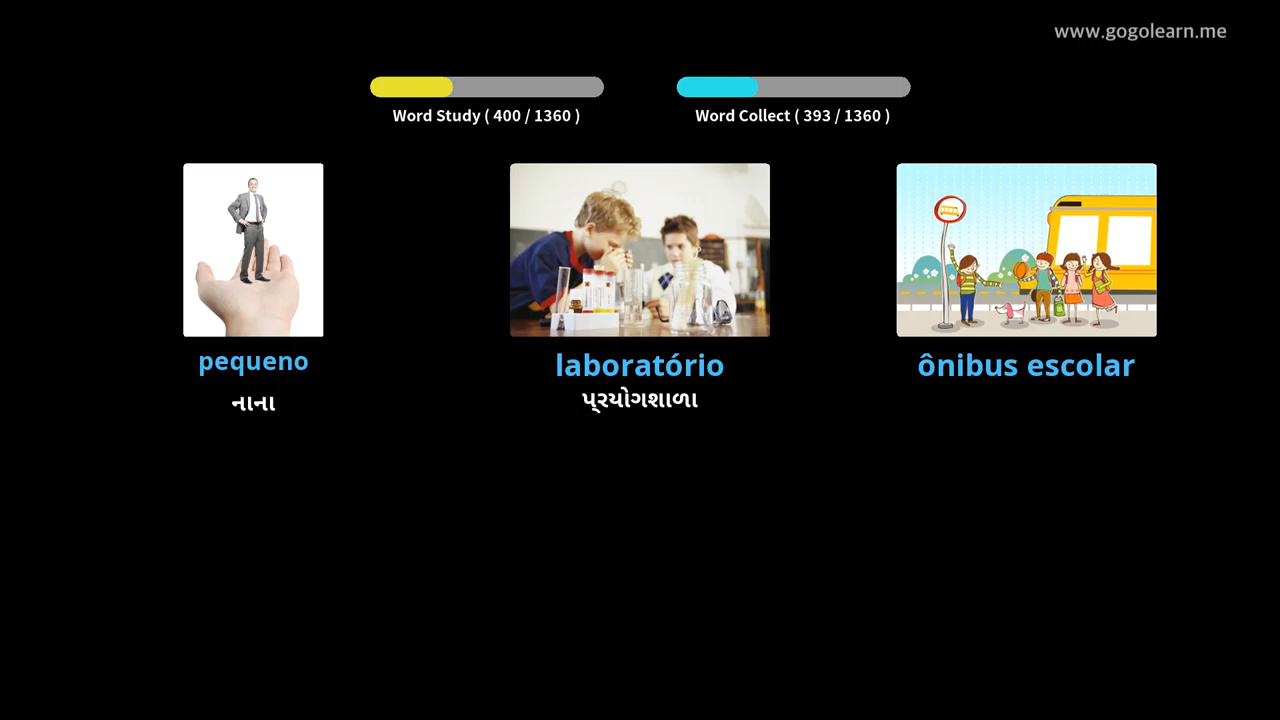 www.gogolearn.me
Word Study ( 400 / 1360 )
Word Collect ( 393 / 1360 )
pequeno
laboratório
ônibus escolar
નાના
પ્રયોગશાળા